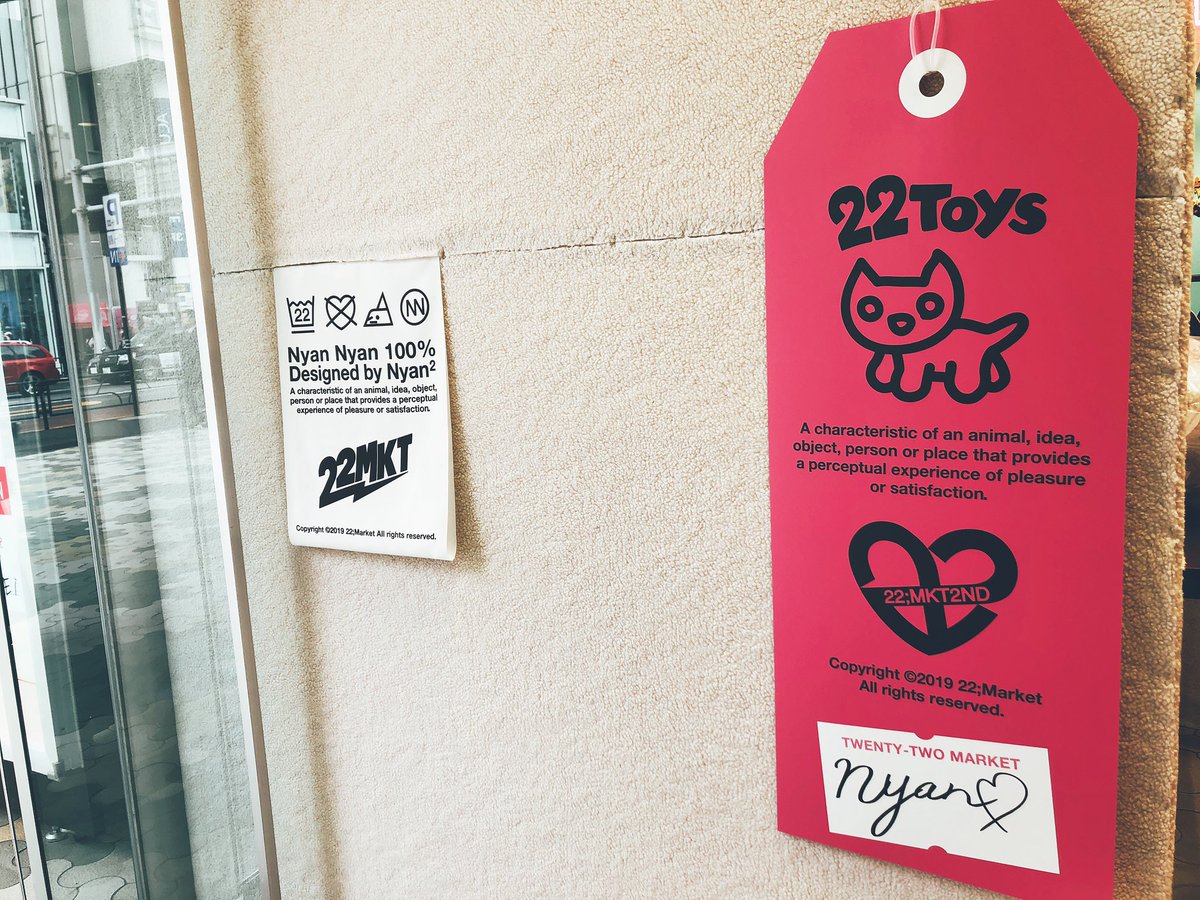 22
Nyan Nyan 100%
Designed by Nyan²
A characteristic of an animal, idea, object,
person or place that provides a perceptual
experience of pleasure or satisfaction.
22MKT
Copyright ©2019 22;Market All rights reserved.
22Toys
A characteristic of an animal, idea,
object, person or place that provides
a perceptual experience of pleasure
or satisfaction.
22;MKT2ND
Copyright ©2019 22;Market
All rights reserved.
TWENTY-TWO MARKET
nyan
P